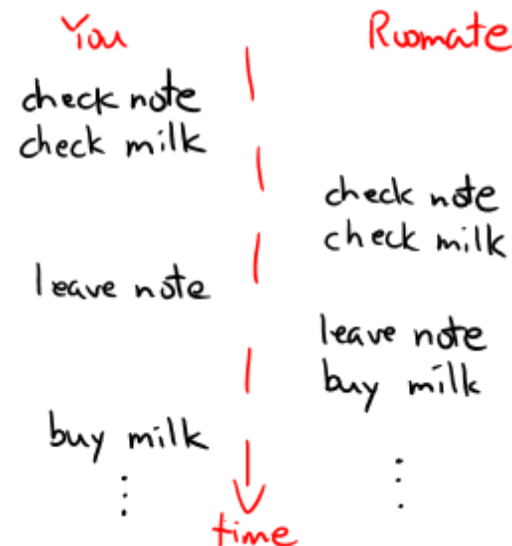 You
Roomate
check note
check milk
check note
check milk
leave note
leave note
buy milk
buy milk
time